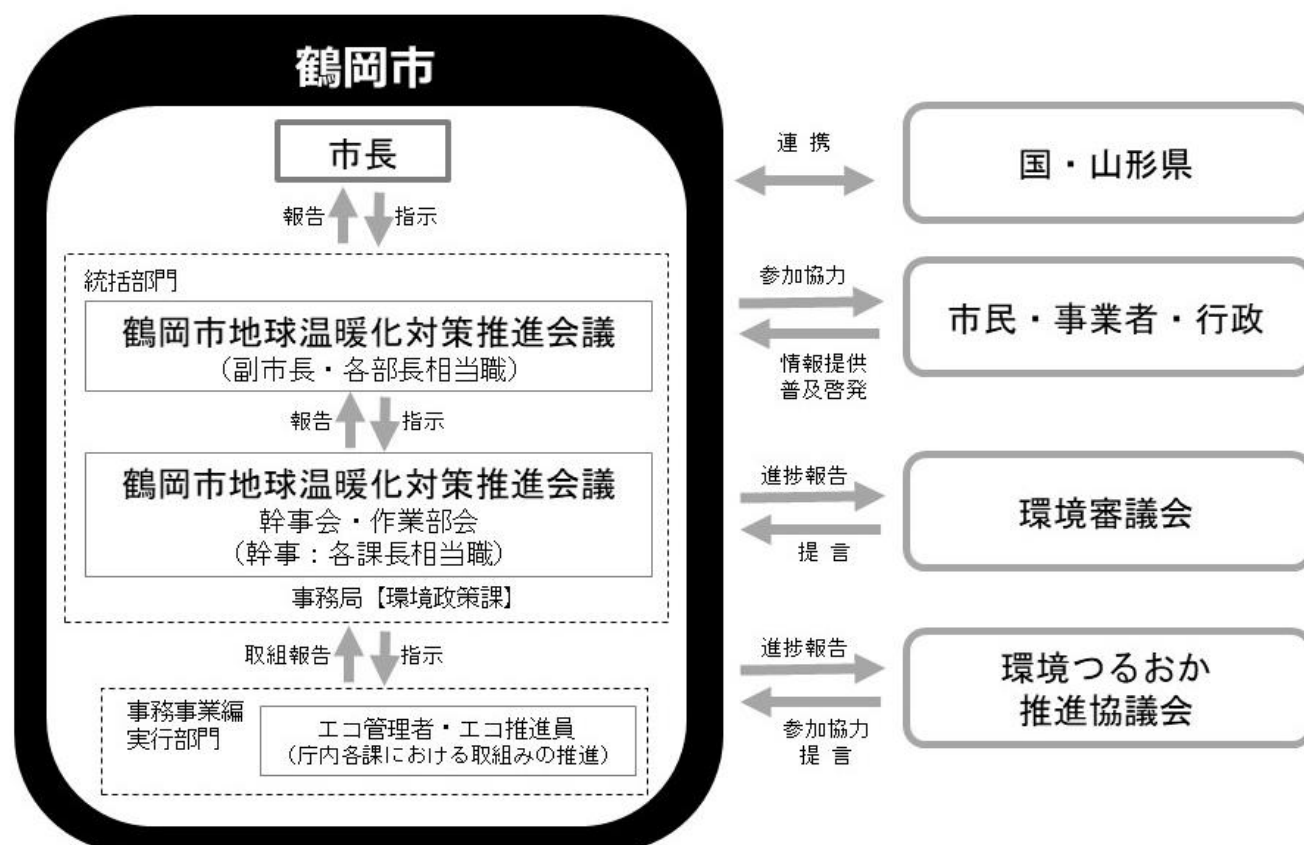 鶴岡市
市長
報告
指示
統括部門
鶴岡市地球温暖化対策推進会議
（副市長・各部長相当職）
報告
指示
鶴岡市地球温暖化対策推進会議
幹事会・作業部会
（幹事：各課長相当職）
事務局【環境政策課】
取組報告
指示
事務事業編
実行部門
エコ管理者・エコ推進員
（庁内各課における取組みの推進）
連 携
国・山形県
参加協力
情報提供
普及啓発
市民・事業者・行政
進捗報告
提 言
環境審議会
進捗報告
参加協力
提 言
環境つるおか
推進協議会